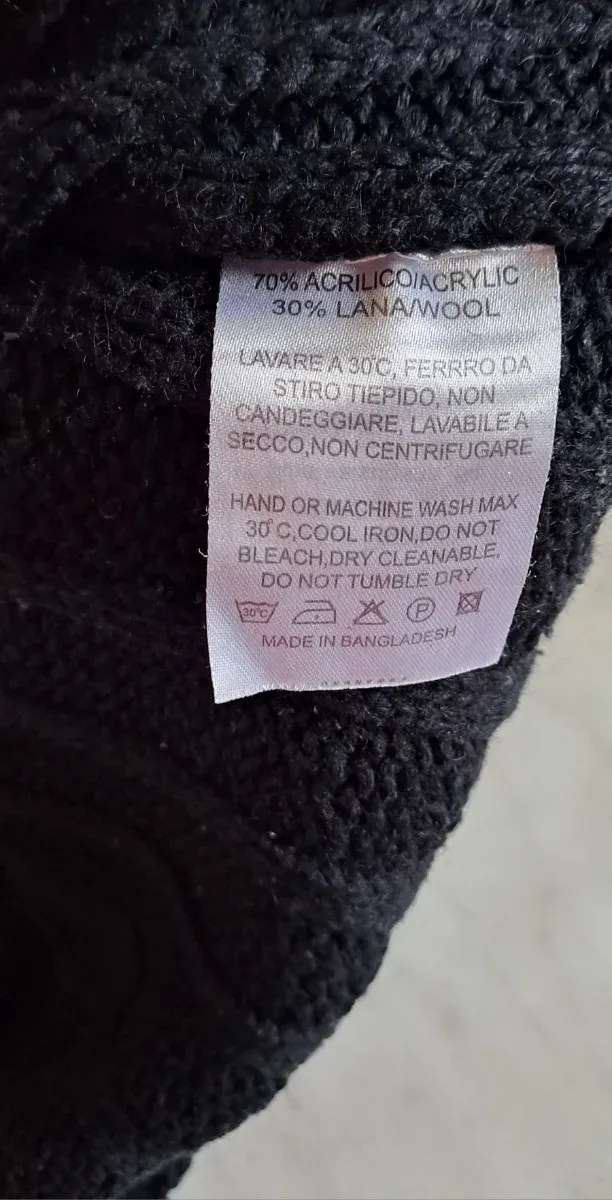 70% ACRILICO/ACRYLIC
30% LANA/WOOL
LAVARE A 30°C, FERRRO DA
STIRO TIEPIDO, NON
CANDEGGIARE, LAVABILE A
SECCO,NON CENTRIFUGARE
HAND OR MACHINE WASH MAX
30°C,COOL IRON,DO NOT
BLEACH,DRY CLEANABLE,
DO NOT TUMBLE DRY
30°C P
MADE IN BANGLADESH